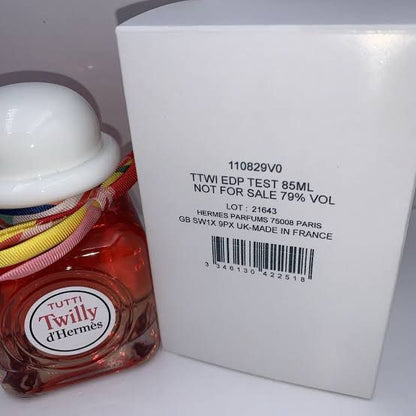 110829V0
TTWI EDP TEST 85ML
NOT FOR SALE 79% VOL
LOT : 21643
HERMES PARFUMS 75008 PARIS
GB SW1X 9PX UK-MADE IN FRANCE
3 346130 422518
TUTTI
Twilly
d'Hermès